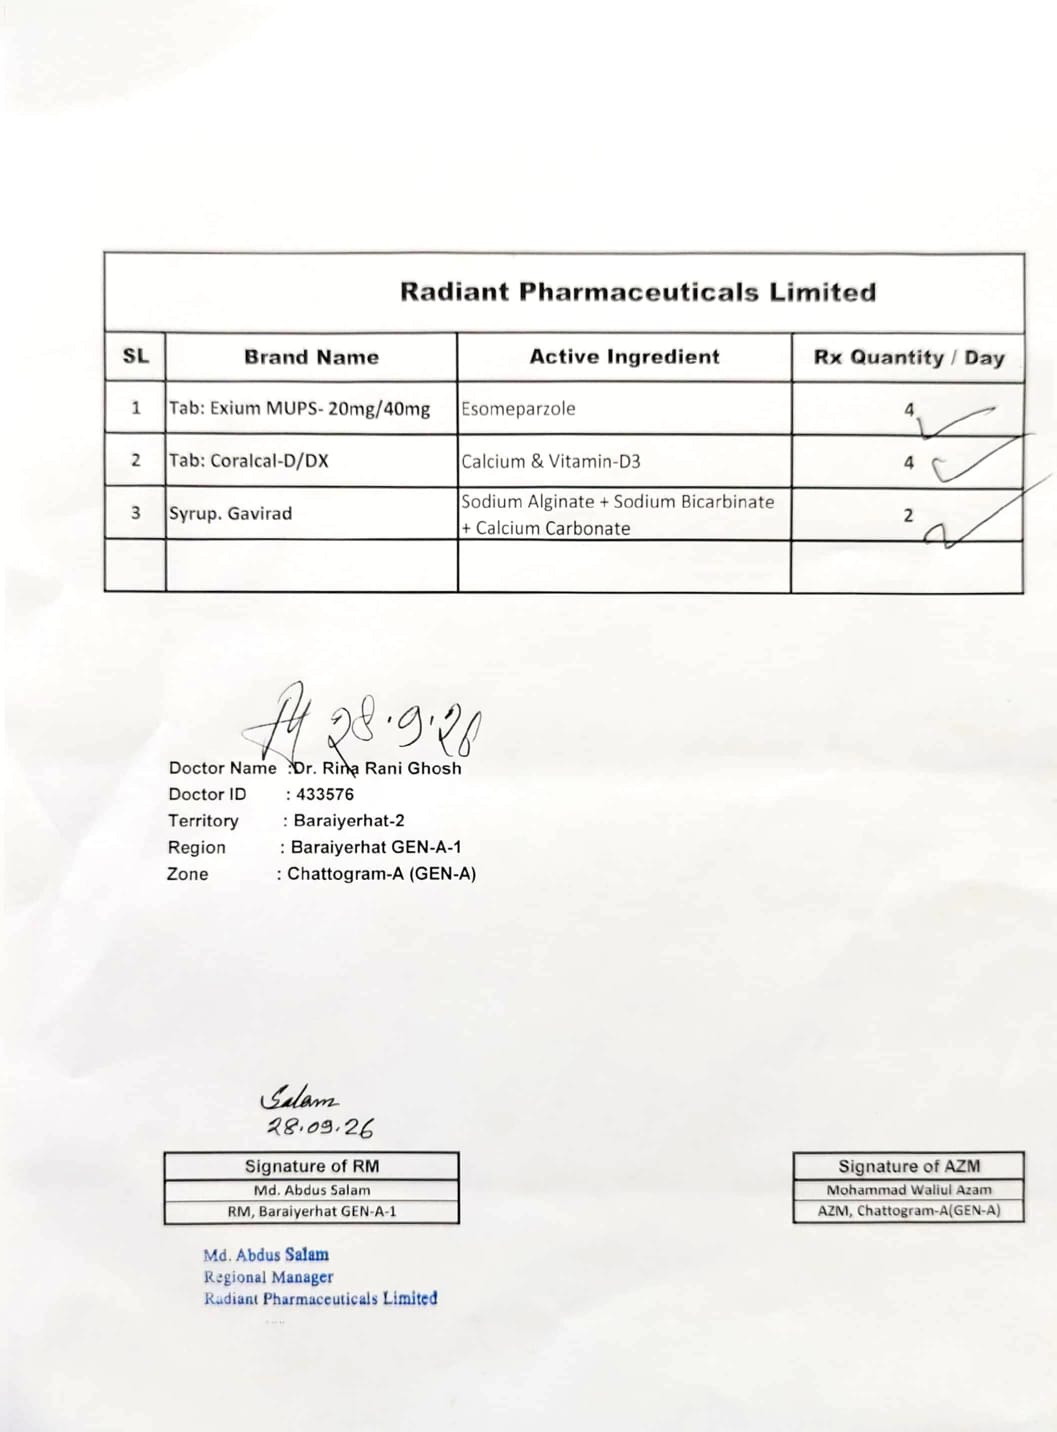 Radiant Pharmaceuticals Limited
SL Brand Name Active Ingredient Rx Quantity / Day
1 Tab: Exium MUPS- 20mg/40mg Esomeparzole 4
2 Tab: Coralcal-D/DX Calcium & Vitamin-D3 4
3 Syrup. Gavirad Sodium Alginate + Sodium Bicarbinate + Calcium Carbonate 2
28.9.26
Doctor Name :Dr. Rina Rani Ghosh
Doctor ID : 433576
Territory : Baraiyerhat-2
Region : Baraiyerhat GEN-A-1
Zone : Chattogram-A (GEN-A)
Salam
28.09.26
Signature of RM
Md. Abdus Salam
RM, Baraiyerhat GEN-A-1
Signature of AZM
Mohammad Waliul Azam
AZM, Chattogram-A(GEN-A)
Md. Abdus Salam
Regional Manager
Radiant Pharmaceuticals Limited